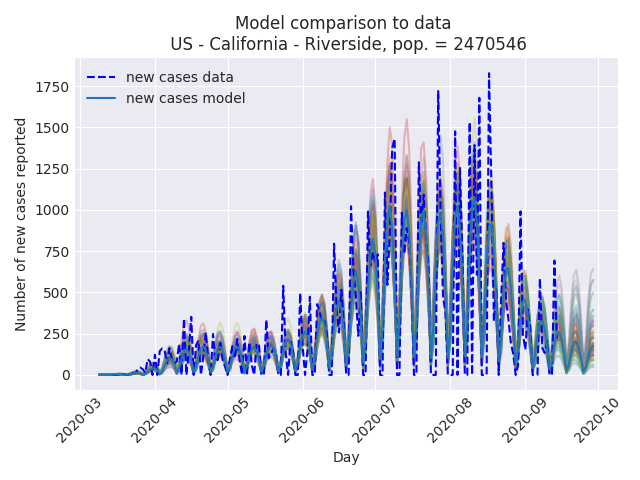 Model comparison to data
US - California - Riverside, pop. = 2470546
new cases data
new cases model
Number of new cases reported
1750
1500
1250
1000
750
500
250
0
2020-03
2020-04
2020-05
2020-06
2020-07
2020-08
2020-09
2020-10
Day